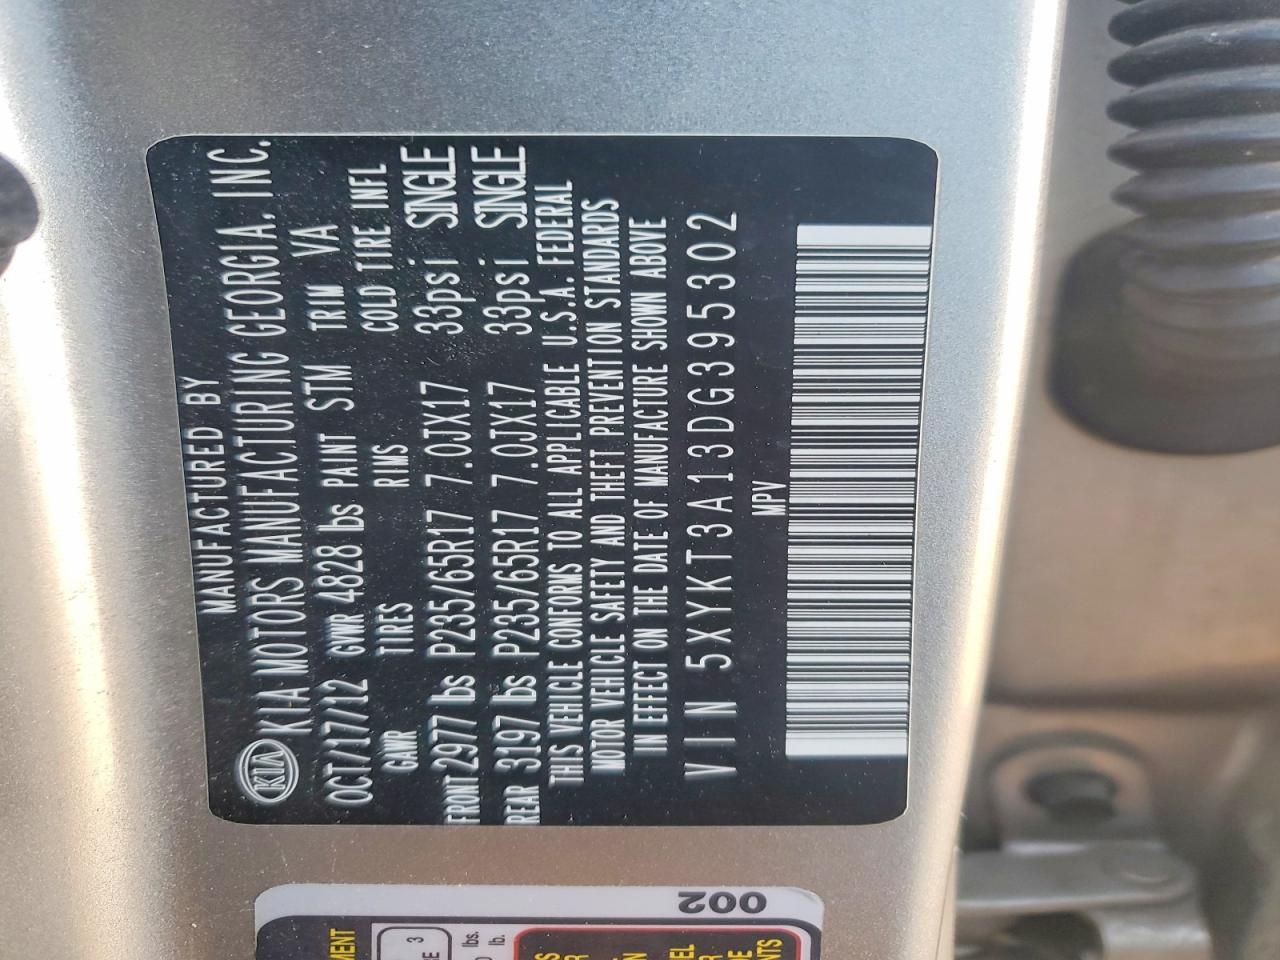 MANUFACTURED BY
KIA KIA MOTORS MANUFACTURING GEORGIA, INC.
OCT/17/12 GVWR 4828 lbs PAINT STM TRIM VA
GAWR TIRES RIMS COLD TIRE INFL
FRONT 2977 lbs P235/65R17 7.0JX17 33psi SINGLE
REAR 3197 lbs P235/65R17 7.0JX17 33psi SINGLE
THIS VEHICLE CONFORMS TO ALL APPLICABLE U.S.A. FEDERAL
MOTOR VEHICLE SAFETY AND THEFT PREVENTION STANDARDS
IN EFFECT ON THE DATE OF MANUFACTURE SHOWN ABOVE
VIN 5XYKT3A13DG395302
MPV
002